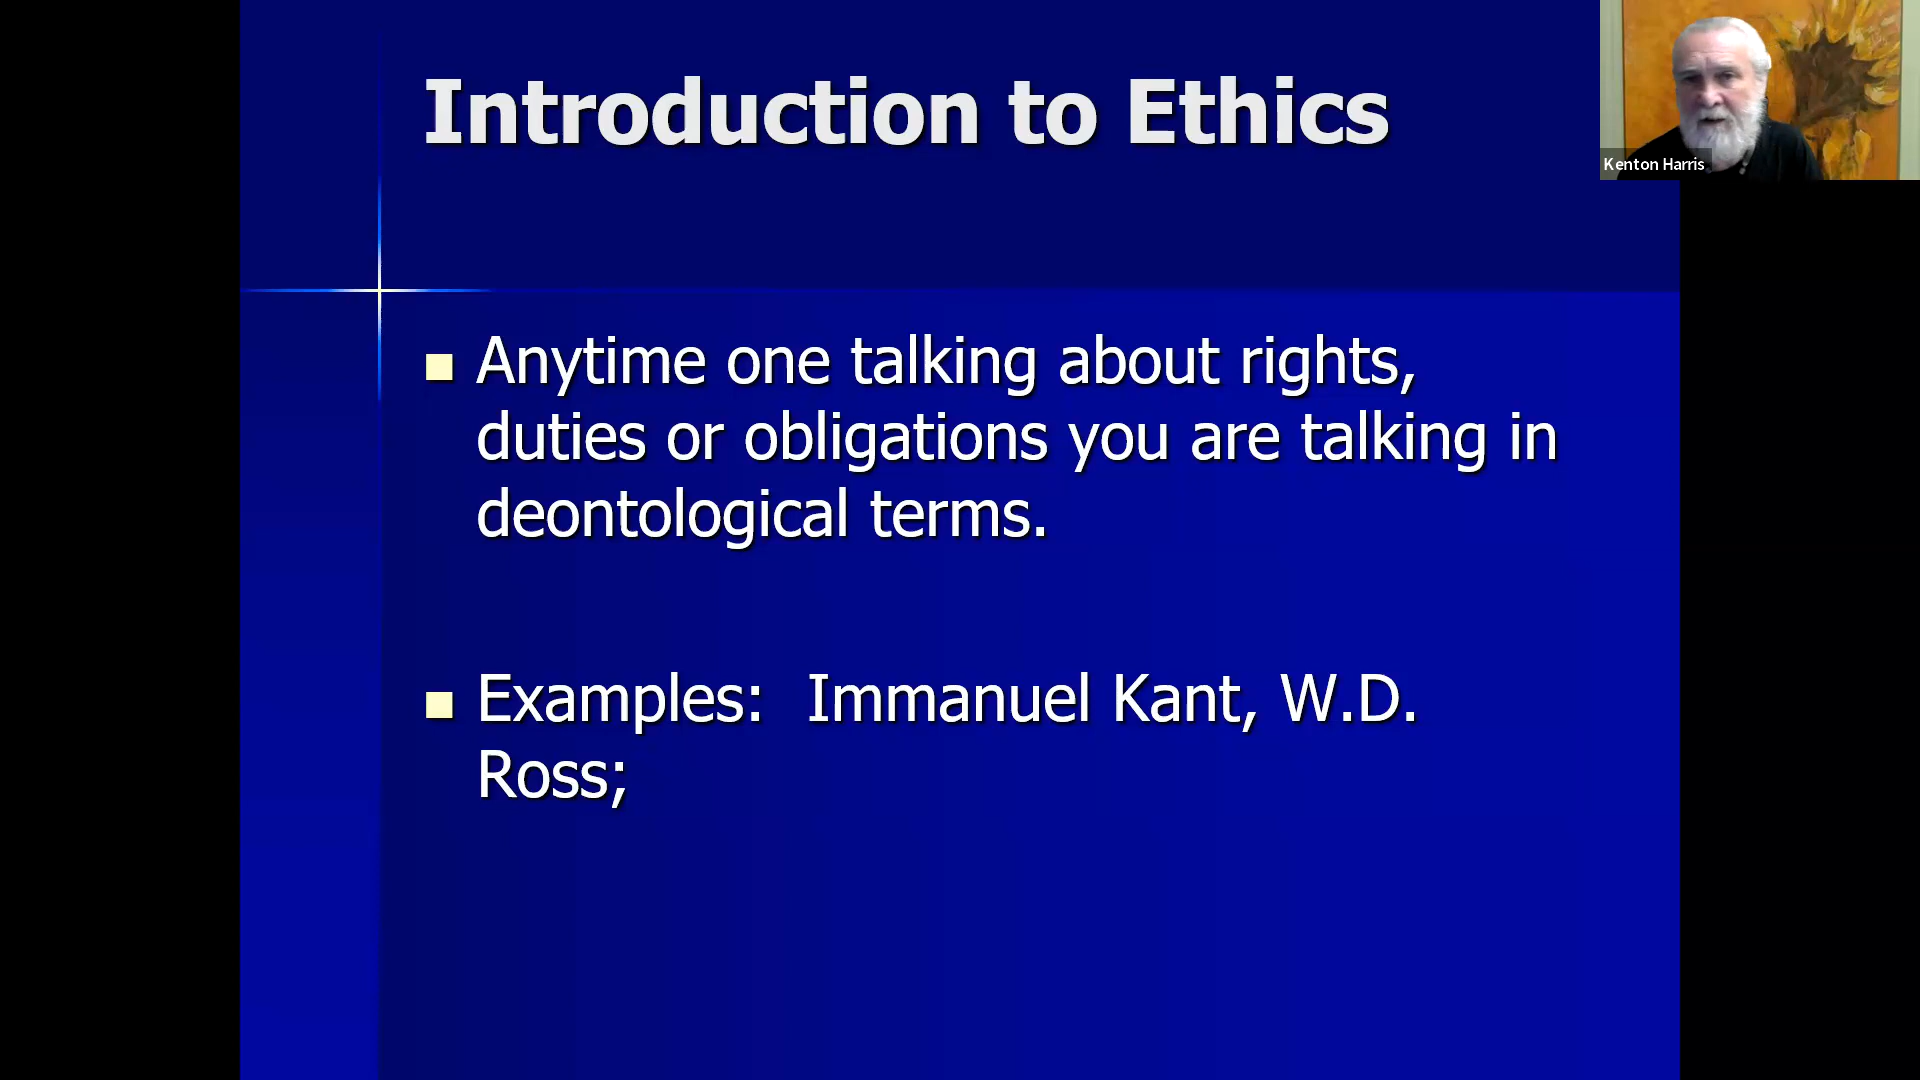 Introduction to Ethics
Kenton Harris
Anytime one talking about rights,
duties or obligations you are talking in
deontological terms.
Examples:  Immanuel Kant, W.D.
Ross;